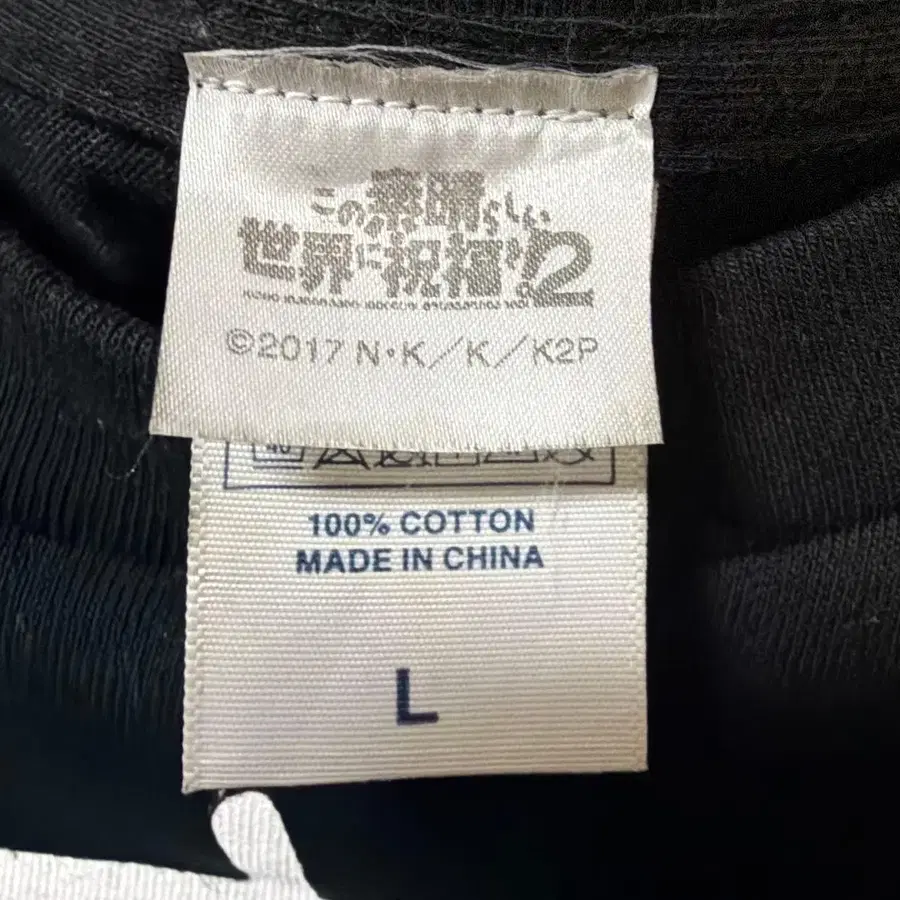 この素晴らしい
世界に祝福を!2
©2017 N・K／K／K2P
40
100% COTTON
MADE IN CHINA
L